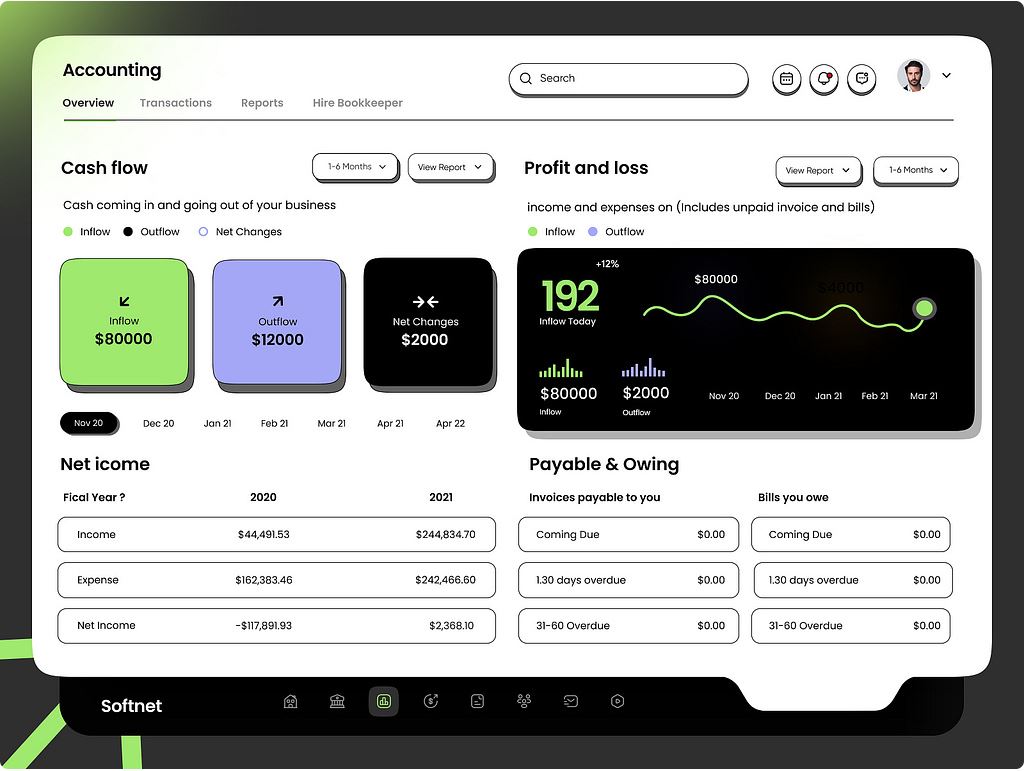 Accounting
Search
Overview Transactions Reports Hire Bookkeeper
Cash flow
1-6 Months
View Report
Cash coming in and going out of your business
Inflow Outflow Net Changes
Inflow
$80000
Outflow
$12000
Net Changes
$2000
Nov 20 Dec 20 Jan 21 Feb 21 Mar 21 Apr 21 Apr 22
Profit and loss
View Report
1-6 Months
income and expenses on (Includes unpaid invoice and bills)
Inflow Outflow
+12%
192
Inflow Today
$80000
$4000
$80000
Inflow
$2000
Outflow
Nov 20 Dec 20 Jan 21 Feb 21 Mar 21
Net icome
Fical Year ? 2020 2021
Income $44,491.53 $244,834.70
Expense $162,383.46 $242,466.60
Net Income -$117,891.93 $2,368.10
Payable & Owing
Invoices payable to you
Coming Due $0.00
1.30 days overdue $0.00
31-60 Overdue $0.00
Bills you owe
Coming Due $0.00
1.30 days overdue $0.00
31-60 Overdue $0.00
Softnet